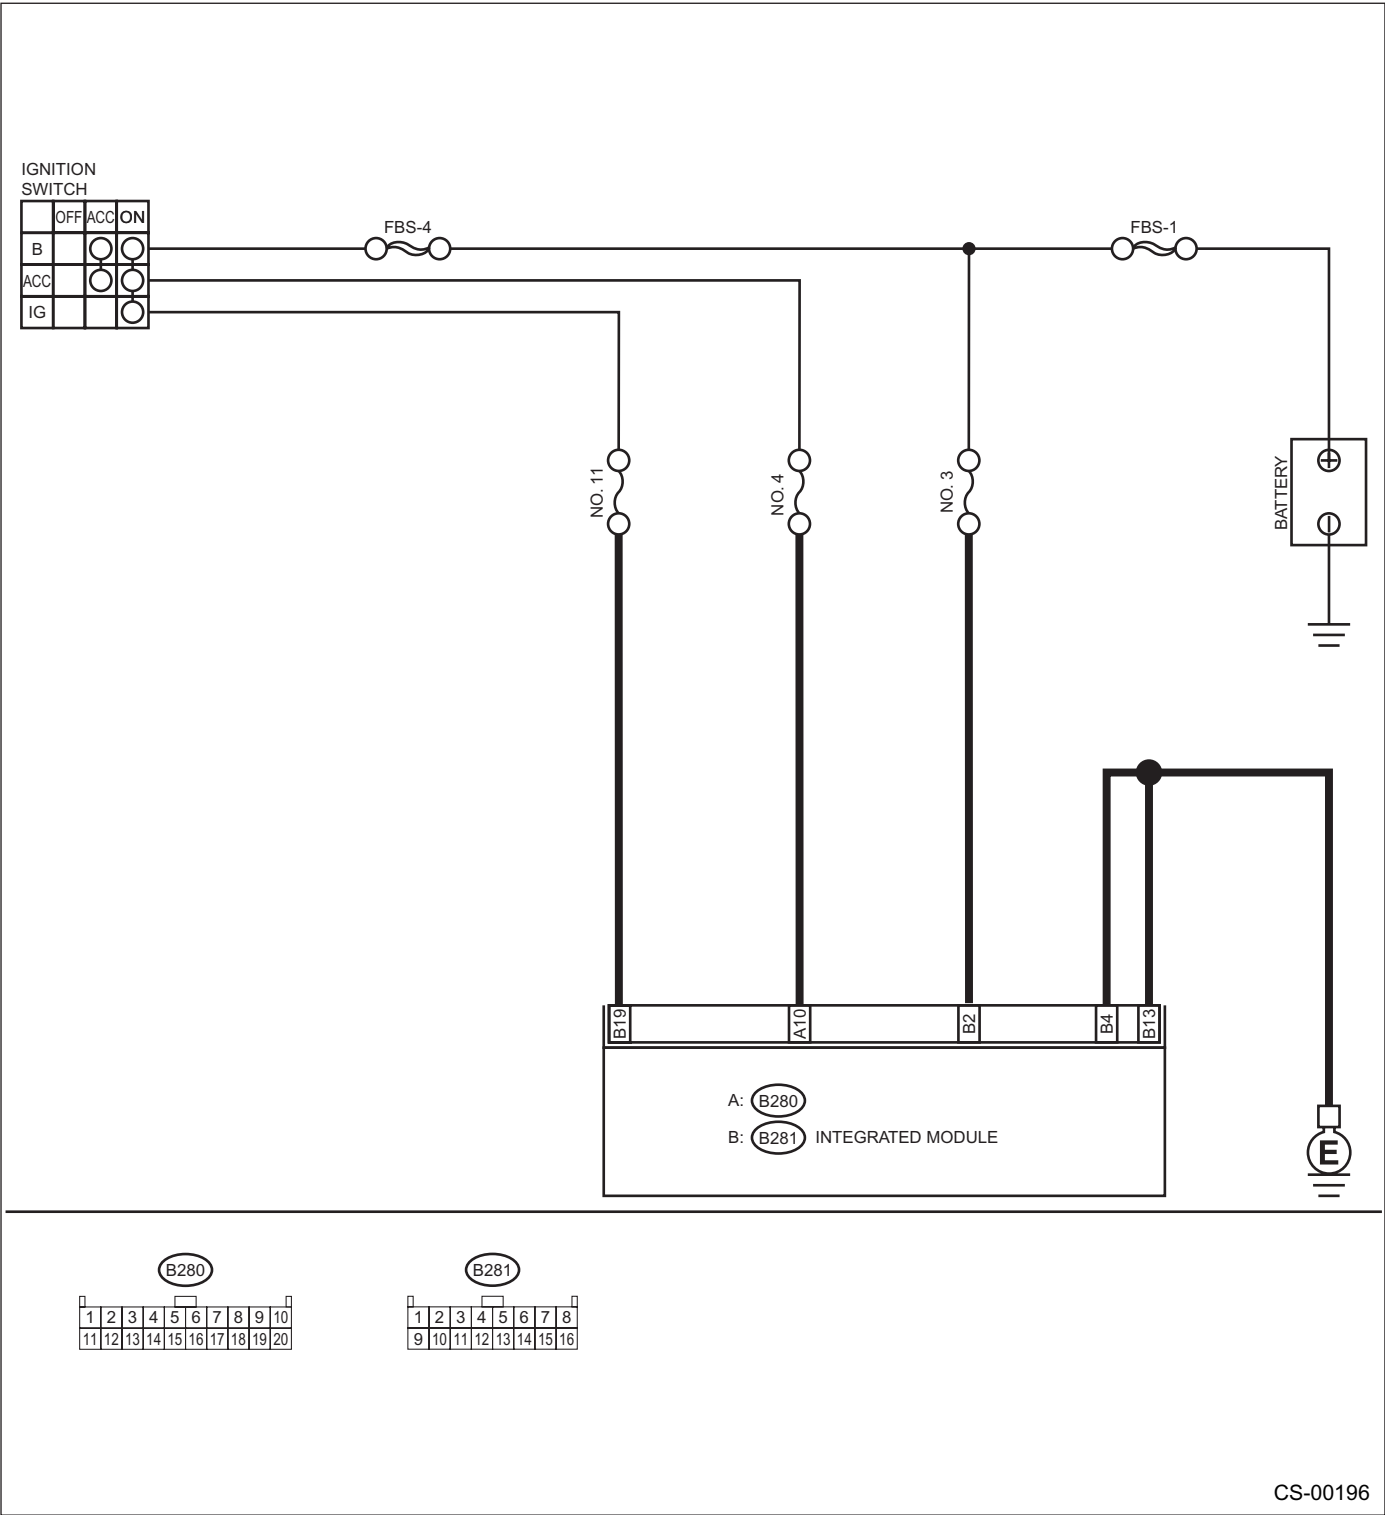 IGNITION
SWITCH
OFF ACC ON
B
ACC
IG
FBS-4
FBS-1
NO. 11
NO. 4
NO. 3
BATTERY
B19 A10 B2 B4 B13
A: B280
B: B281 INTEGRATED MODULE
E
B280
1 2 3 4 5 6 7 8 9 10
11 12 13 14 15 16 17 18 19 20
B281
1 2 3 4 5 6 7 8
9 10 11 12 13 14 15 16
CS-00196